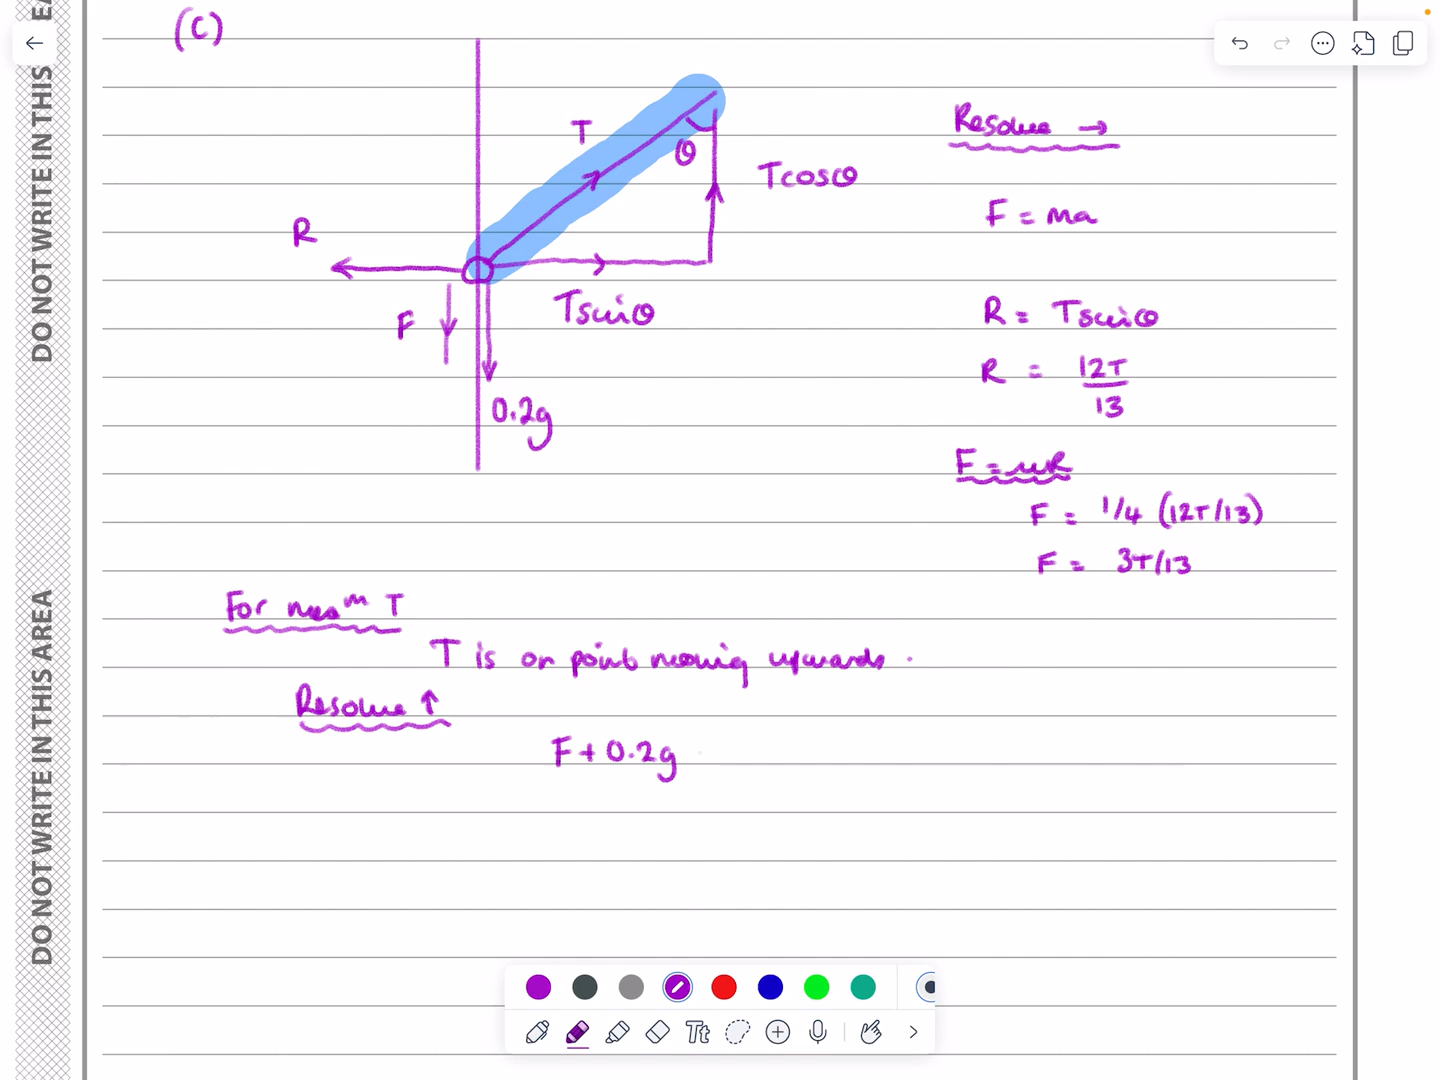 (C)
T
θ
Tcosθ
R
Tsinθ
F
0.2g
Resolve →
F = ma
R = Tsinθ
R = 12T/13
F = μR
F = 1/4 (12T/13)
F = 3T/13
For max^m T
T is on point moving upwards.
Resolve ↑
F + 0.2g
DO NOT WRITE IN THIS
DO NOT WRITE IN THIS AREA
Tt